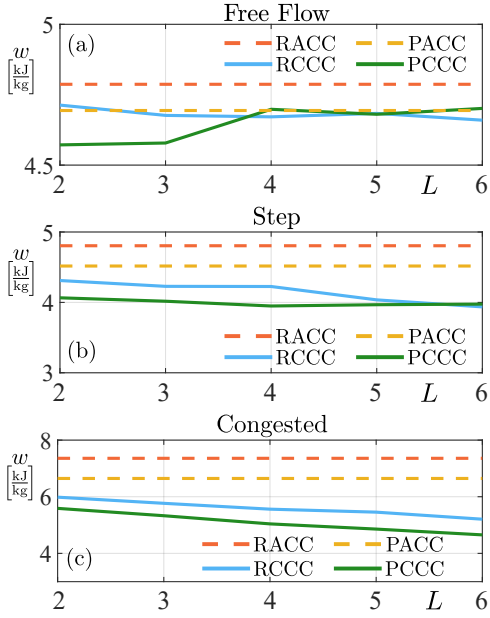 Free Flow
5
w
[kJ/kg]
(a)
RACC PACC
RCCC PCCC
4.5
2 3 4 5 L 6
Step
5
w
[kJ/kg]
4
RACC PACC
(b)
RCCC PCCC
3
2 3 4 5 L 6
Congested
8
w
[kJ/kg]
6
RACC PACC
4
(c)
RCCC PCCC
2 3 4 5 L 6